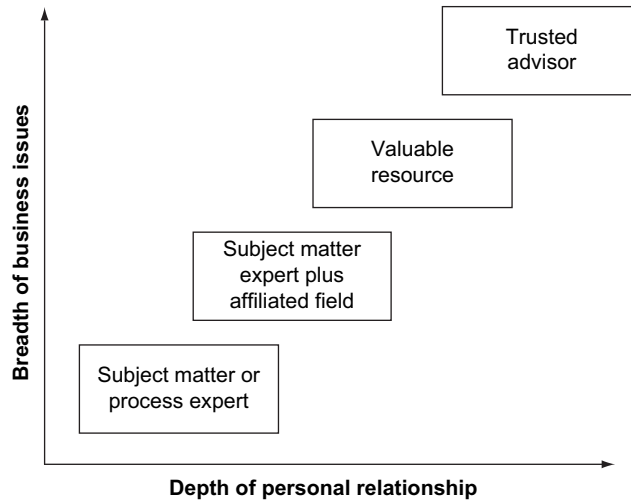 Trusted
advisor
Valuable
resource
Subject matter
expert plus
affiliated field
Subject matter or
process expert
Breadth of business issues
Depth of personal relationship